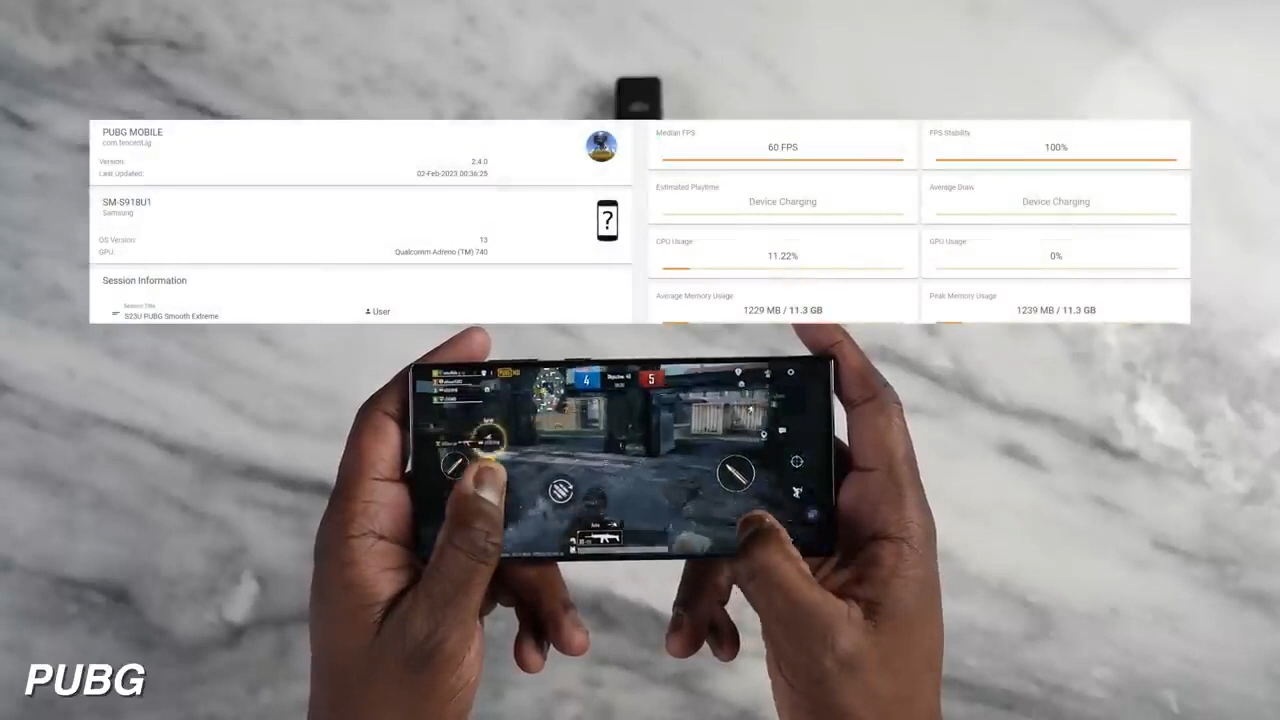 PUBG MOBILE
com.tencent.ig
Version:
2.4.0
Last Updated:
02-Feb-2023 00:36:25
SM-S918U1
Samsung
?
OS Version:
13
GPU:
Qualcomm Adreno (TM) 740
Session Information
Session Title
S23U PUBG Smooth Extreme
User
Median FPS
60 FPS
FPS Stability
100%
Estimated Playtime
Device Charging
Average Draw
Device Charging
CPU Usage
11.22%
GPU Usage
0%
Average Memory Usage
1229 MB / 11.3 GB
Peak Memory Usage
1239 MB / 11.3 GB
4
5
PUBG